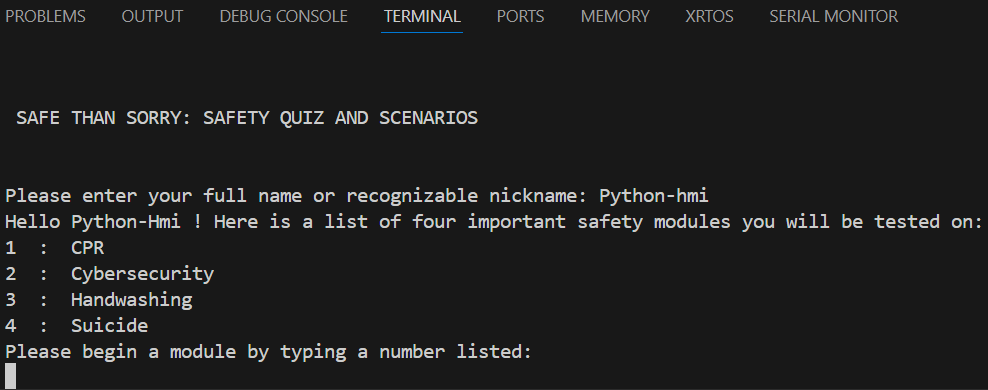 PROBLEMS OUTPUT DEBUG CONSOLE TERMINAL PORTS MEMORY XRTOS SERIAL MONITOR
SAFE THAN SORRY: SAFETY QUIZ AND SCENARIOS
Please enter your full name or recognizable nickname: Python-hmi
Hello Python-Hmi ! Here is a list of four important safety modules you will be tested on:
1 : CPR
2 : Cybersecurity
3 : Handwashing
4 : Suicide
Please begin a module by typing a number listed: